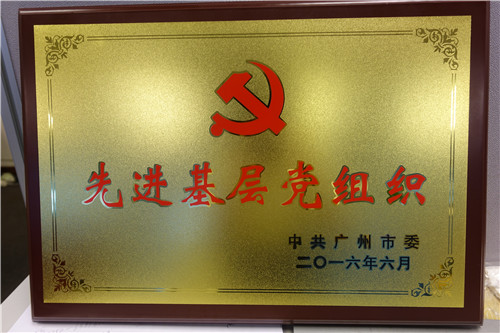 先进基层党组织
中共广州市委
二〇一六年六月